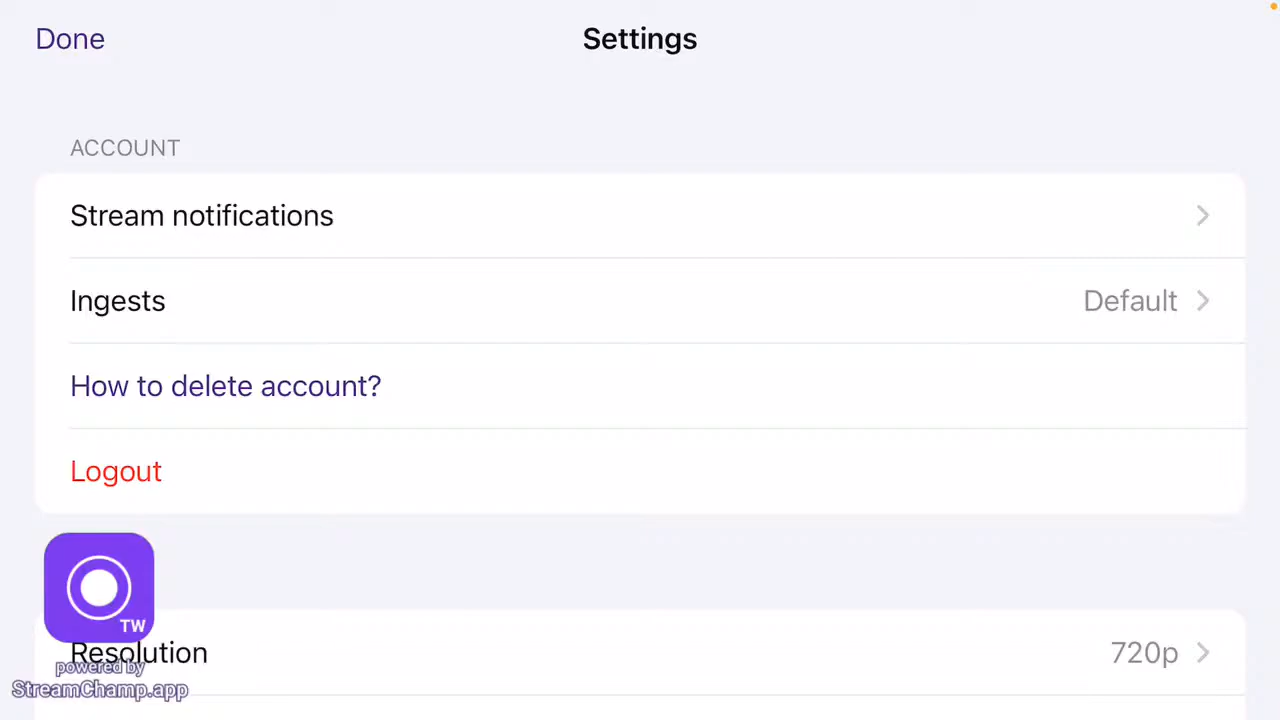 Done
Settings
ACCOUNT
Stream notifications
Ingests
Default
How to delete account?
Logout
TW
Resolution
720p
powered by
StreamChamp.app